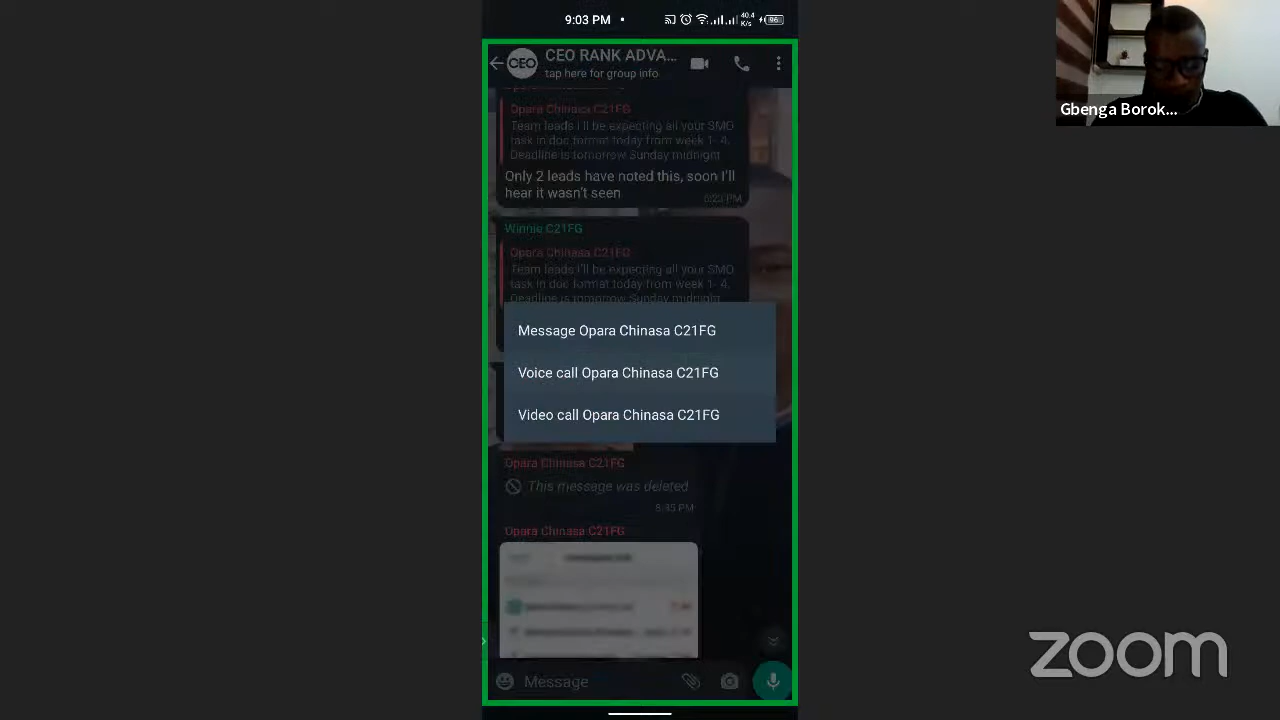 9:03 PM
40.4
K/s
96
CEO
CEO RANK ADVA...
tap here for group info
Opara Chinasa C21FG
Team leads I'll be expecting all your SMO
task in doc format today from week 1- 4.
Deadline is tomorrow Sunday midnight
Only 2 leads have noted this, soon I'll
hear it wasn't seen
Winnie C21FG
Opara Chinasa C21FG
Team leads I'll be expecting all your SMO
task in doc format today from week 1- 4.
Deadline is tomorrow Sunday midnight
Message Opara Chinasa C21FG
Voice call Opara Chinasa C21FG
Video call Opara Chinasa C21FG
Opara Chinasa C21FG
This message was deleted
Opara Chinasa C21FG
Message
Gbenga Borok...
zoom